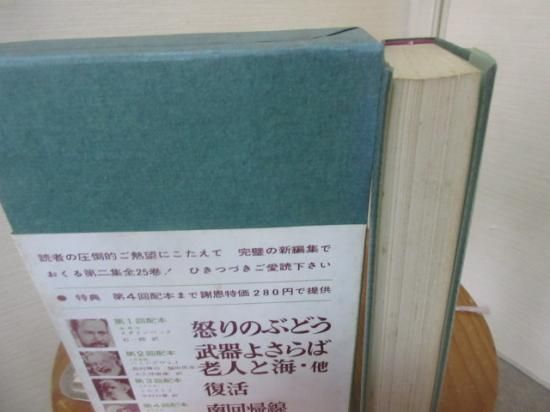 読者の圧倒的ご熱望にこたえて 完璧の新編集で
おくる第二集全25巻! ひきつづきご愛読下さい
● 特典 第4回配本まで謝恩特価280円で提供
第1回配本
怒りのぶどう
第2回配本
武器よさらば
老人と海・他
第3回配本
復活
第4回配本
南回帰線